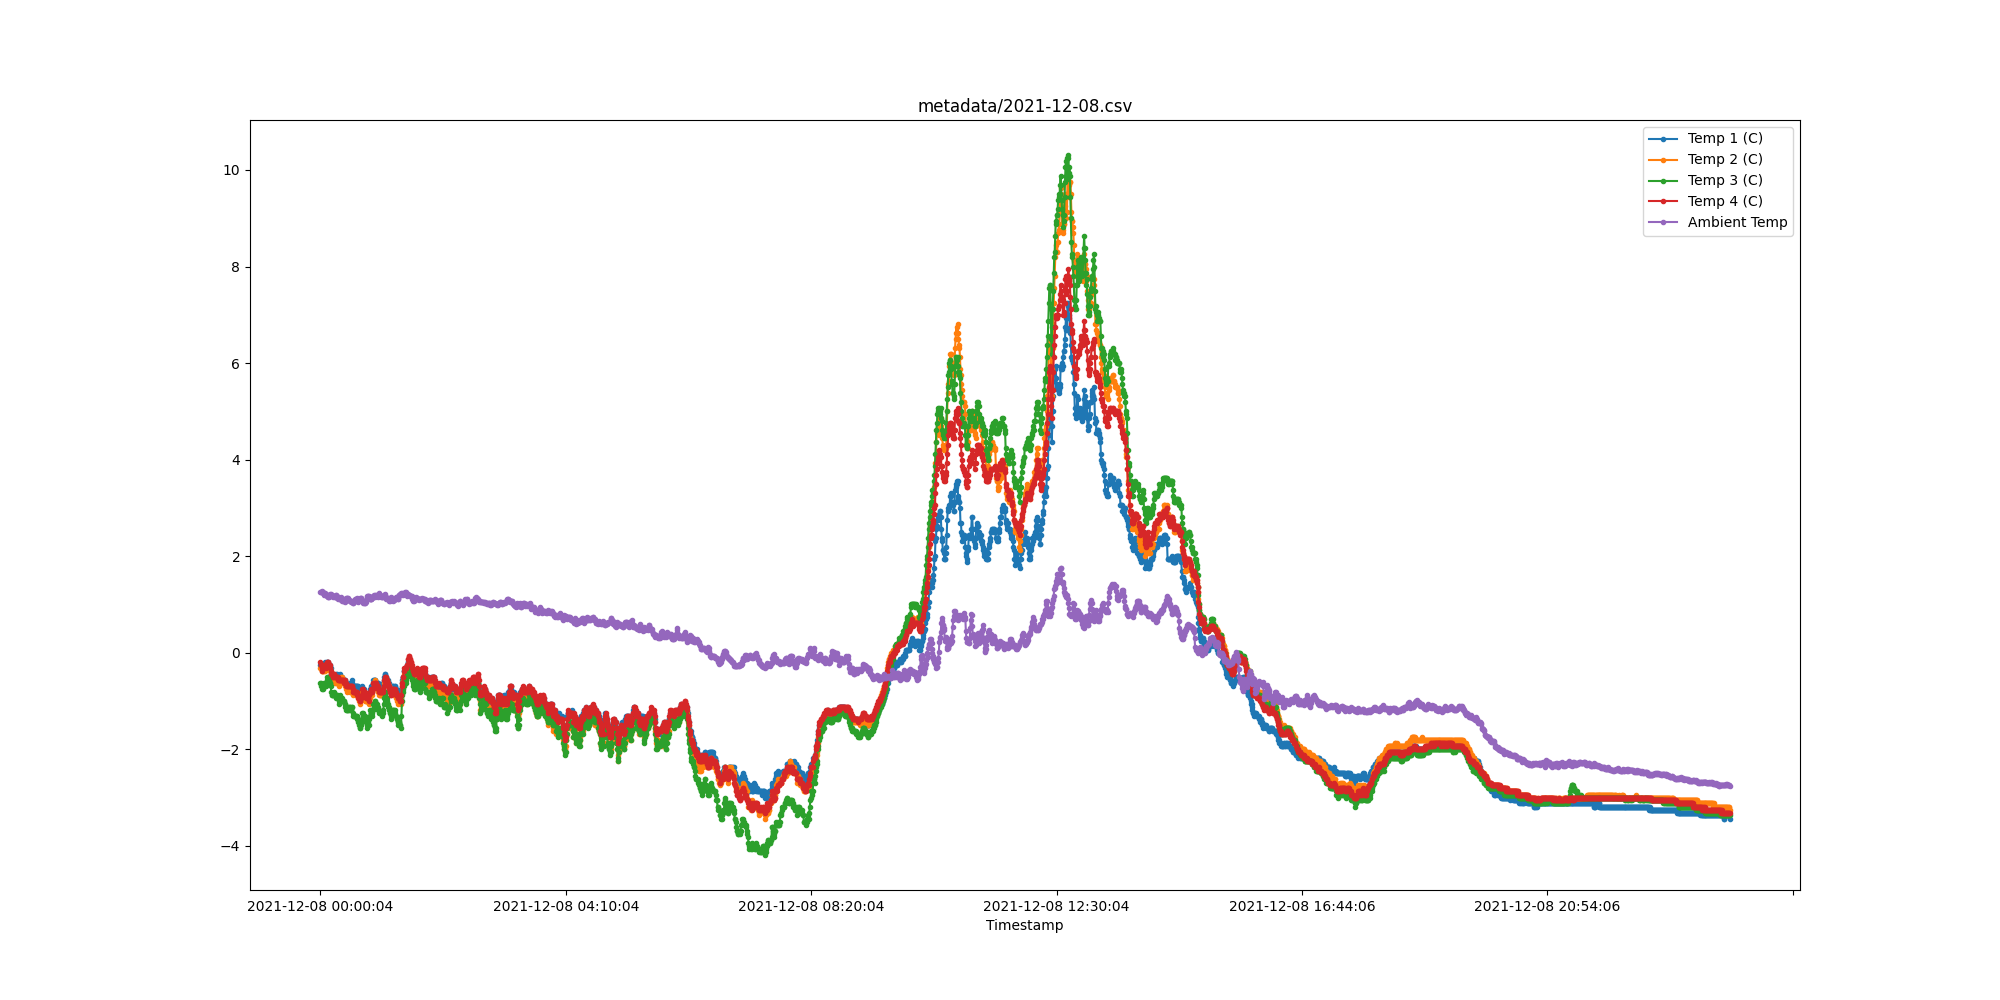 metadata/2021-12-08.csv
Temp 1 (C)
Temp 2 (C)
Temp 3 (C)
Temp 4 (C)
Ambient Temp
10
8
6
4
2
0
−2
−4
2021-12-08 00:00:04
2021-12-08 04:10:04
2021-12-08 08:20:04
2021-12-08 12:30:04
2021-12-08 16:44:06
2021-12-08 20:54:06
Timestamp